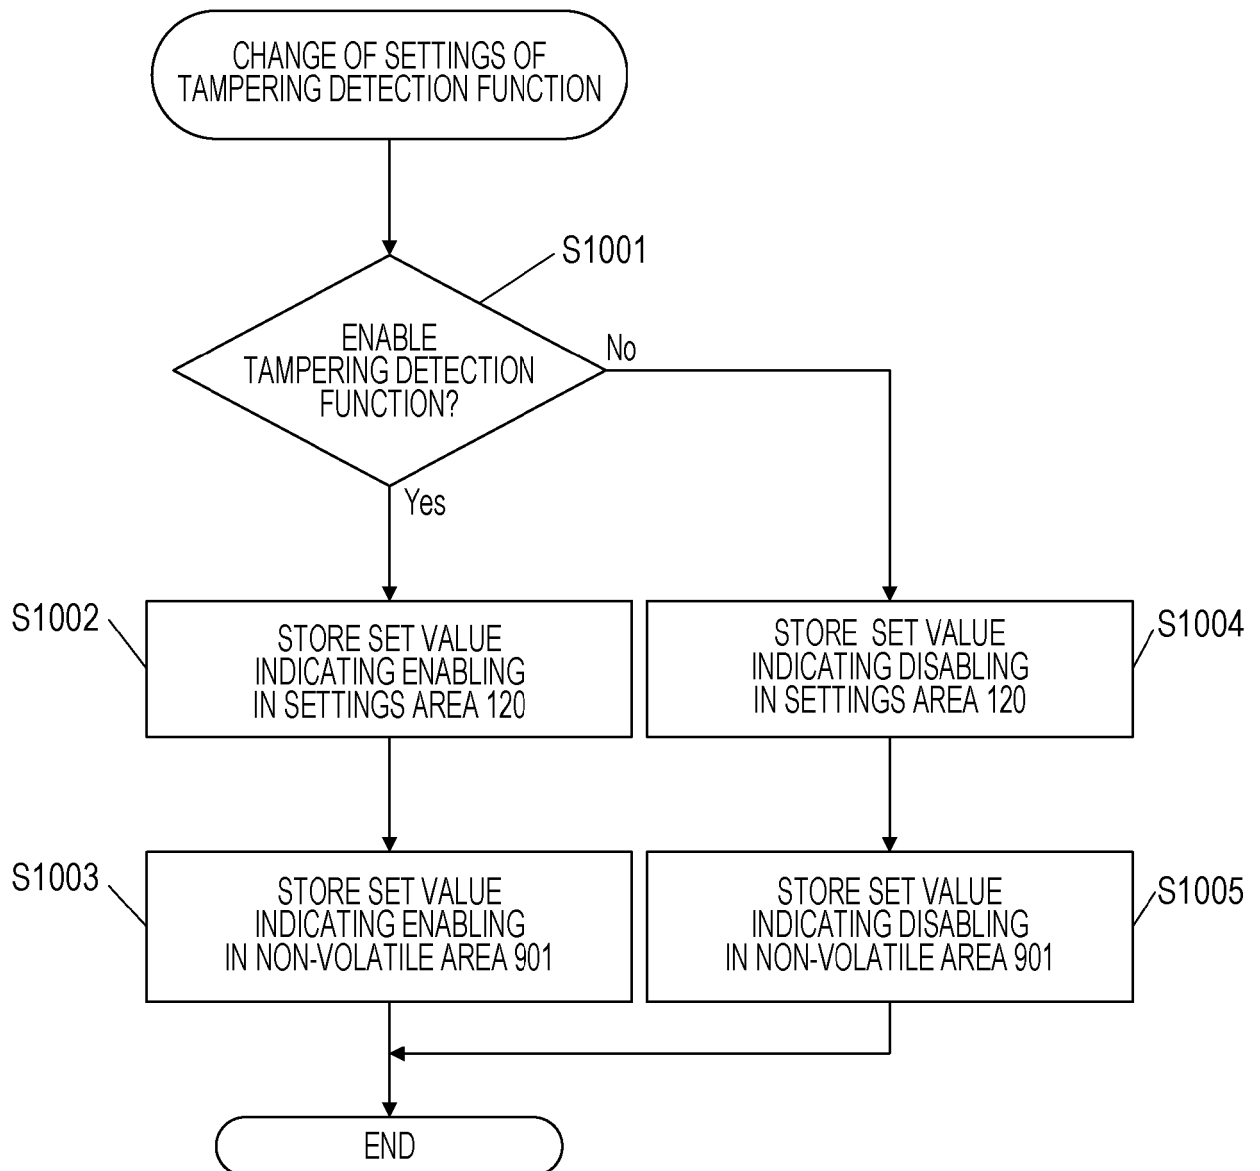 CHANGE OF SETTINGS OF
TAMPERING DETECTION FUNCTION
S1001
ENABLE
TAMPERING DETECTION
FUNCTION?
No
Yes
S1002
STORE SET VALUE
INDICATING ENABLING
IN SETTINGS AREA 120
STORE SET VALUE
INDICATING DISABLING
IN SETTINGS AREA 120
S1004
S1003
STORE SET VALUE
INDICATING ENABLING
IN NON-VOLATILE AREA 901
STORE SET VALUE
INDICATING DISABLING
IN NON-VOLATILE AREA 901
S1005
END